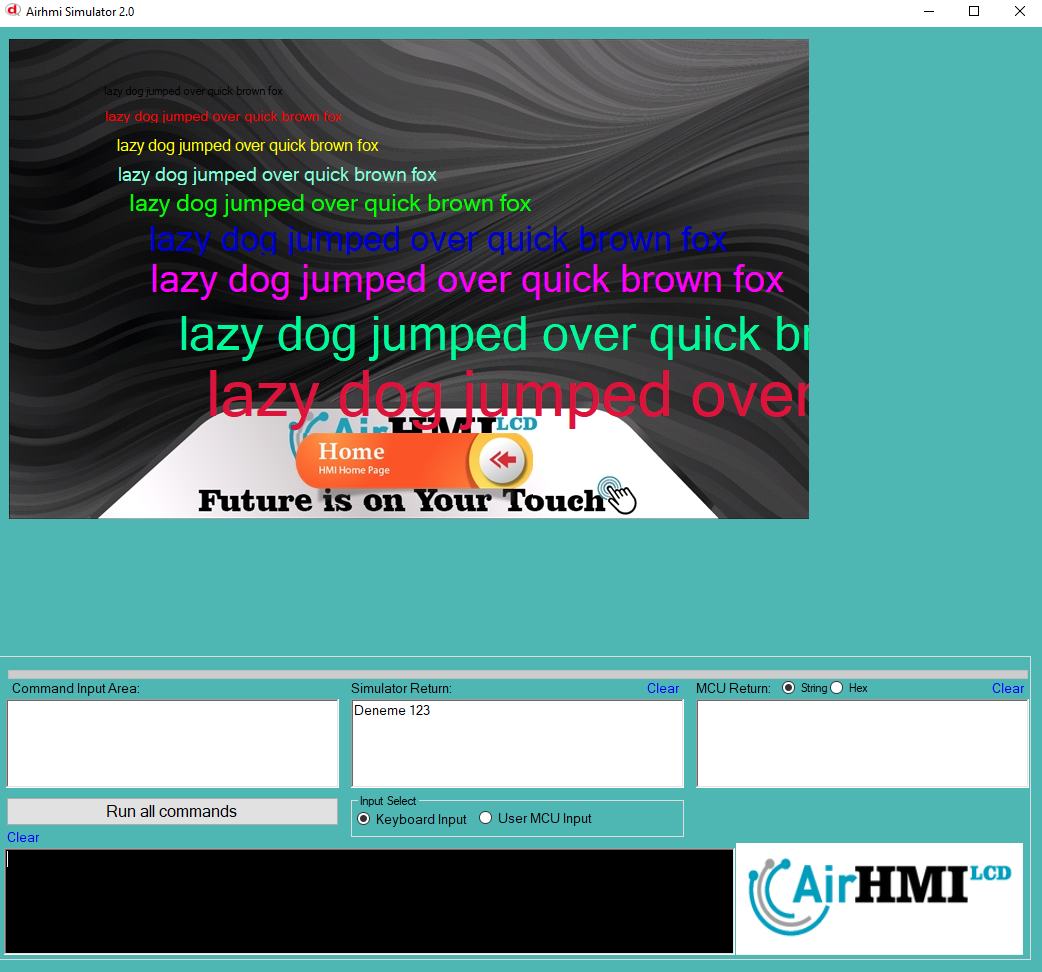 Airhmi Simulator 2.0
lazy dog jumped over quick brown fox
lazy dog jumped over quick brown fox
lazy dog jumped over quick brown fox
lazy dog jumped over quick brown fox
lazy dog jumped over quick brown fox
lazy dog jumped over quick brown fox
lazy dog jumped over quick brown fox
lazy dog jumped over quick br
lazy dog jumped over
AirHMI LCD
Home
HMI Home Page
Future is on Your Touch
Command Input Area:
Simulator Return:
Clear
MCU Return:
String
Hex
Clear
Deneme 123
Run all commands
Input Select
Keyboard Input
User MCU Input
Clear
AirHMI LCD